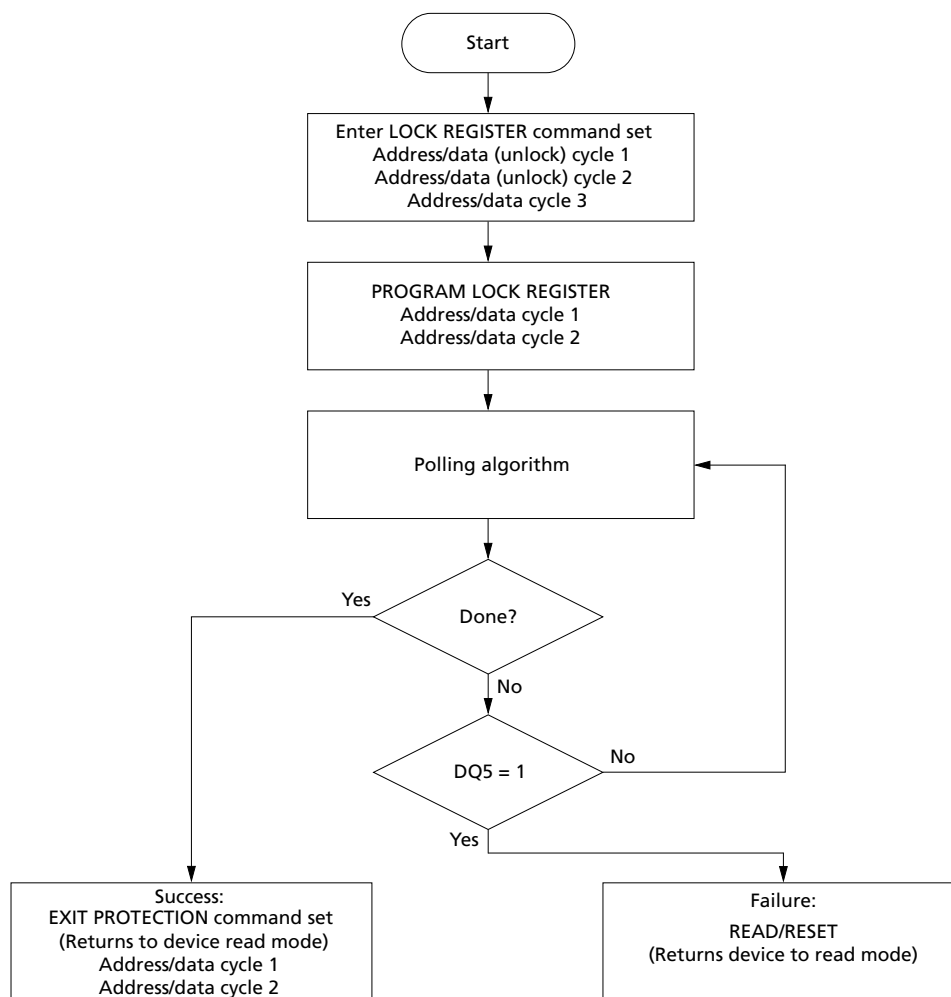 Start
Enter LOCK REGISTER command set
Address/data (unlock) cycle 1
Address/data (unlock) cycle 2
Address/data cycle 3
PROGRAM LOCK REGISTER
Address/data cycle 1
Address/data cycle 2
Polling algorithm
Yes
Done?
No
DQ5 = 1
No
Yes
Success:
EXIT PROTECTION command set
(Returns to device read mode)
Address/data cycle 1
Address/data cycle 2
Failure:
READ/RESET
(Returns device to read mode)